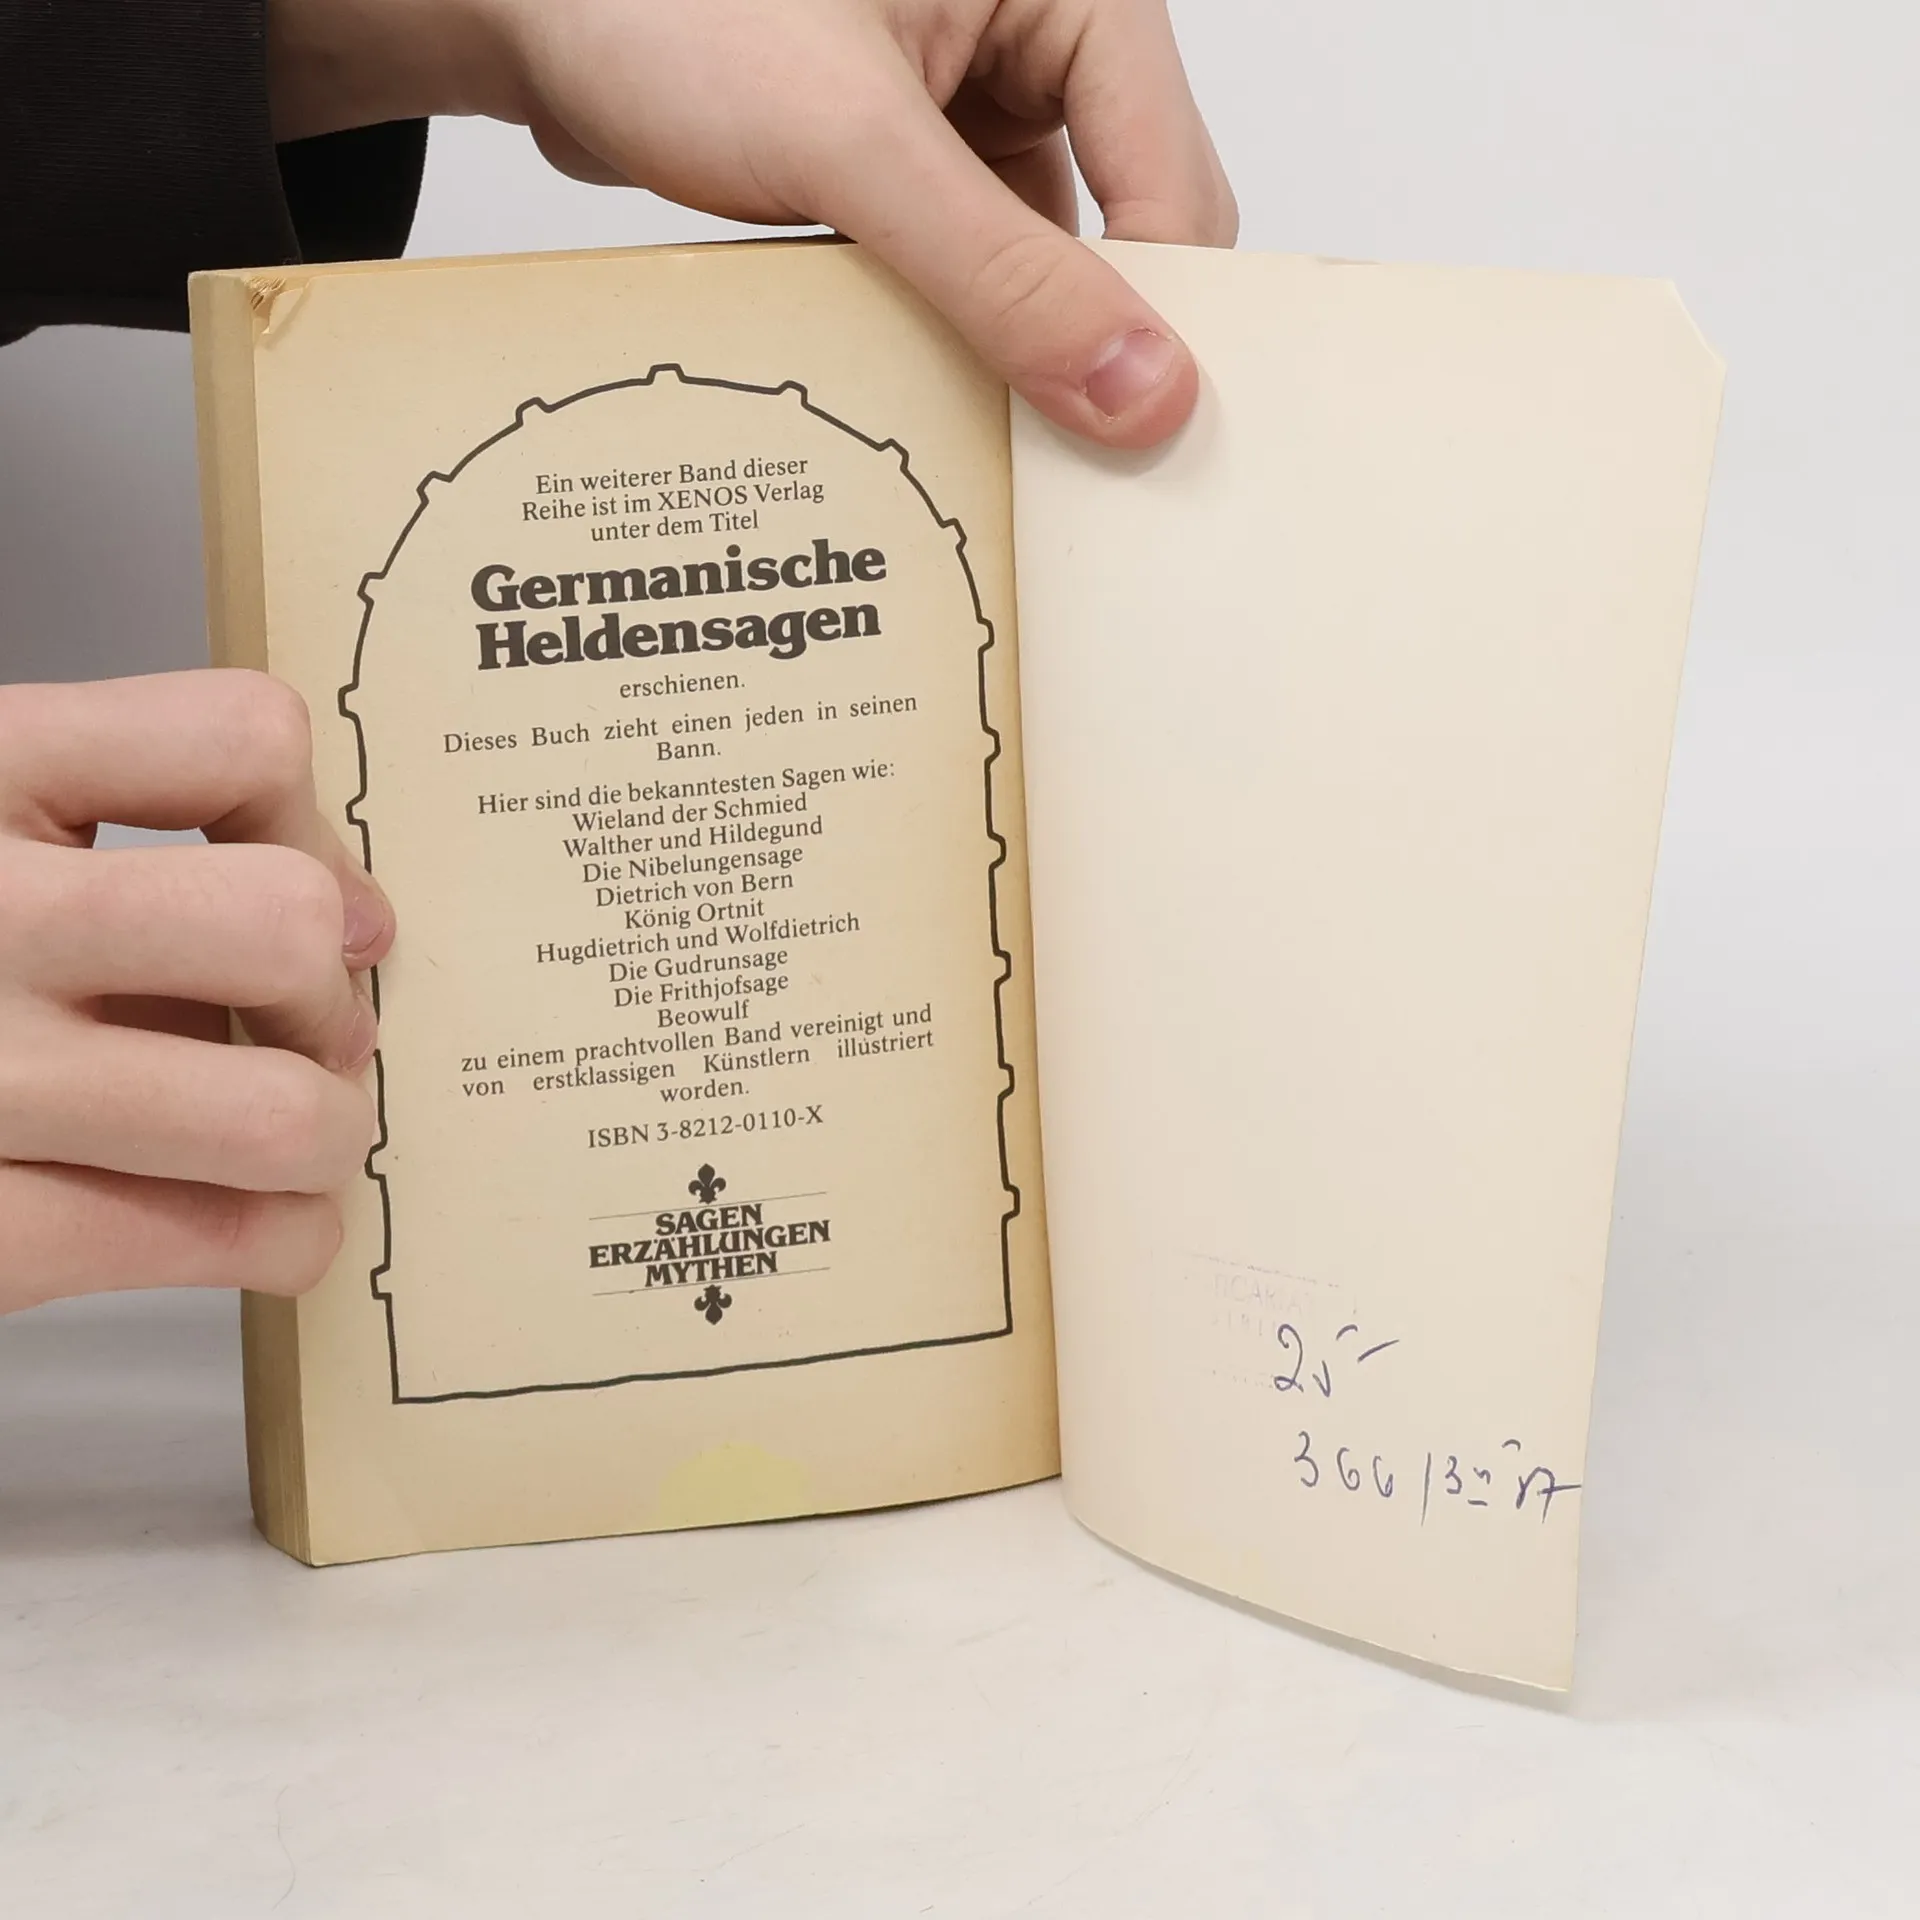 Ein weiterer Band dieser
Reihe ist im XENOS Verlag
unter dem Titel
Germanische
Heldensagen
erschienen.
Dieses Buch zieht einen jeden in seinen
Bann.
Hier sind die bekanntesten Sagen wie:
Wieland der Schmied
Walther und Hildegund
Die Nibelungensage
Dietrich von Bern
König Ortnit
Hugdietrich und Wolfdietrich
Die Gudrunsage
Die Frithjofsage
Beowulf
zu einem prachtvollen Band vereinigt und
von erstklassigen Künstlern illustriert
worden.
ISBN 3-8212-0110-X
SAGEN
ERZÄHLUNGEN
MYTHEN
366